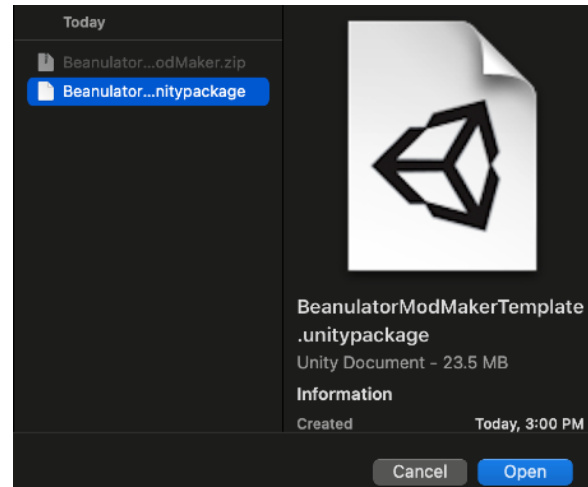 Today
Beanulator...odMaker.zip
Beanulator...nitypackage
BeanulatorModMakerTemplate
.unitypackage
Unity Document - 23.5 MB
Information
Created Today, 3:00 PM
Cancel Open